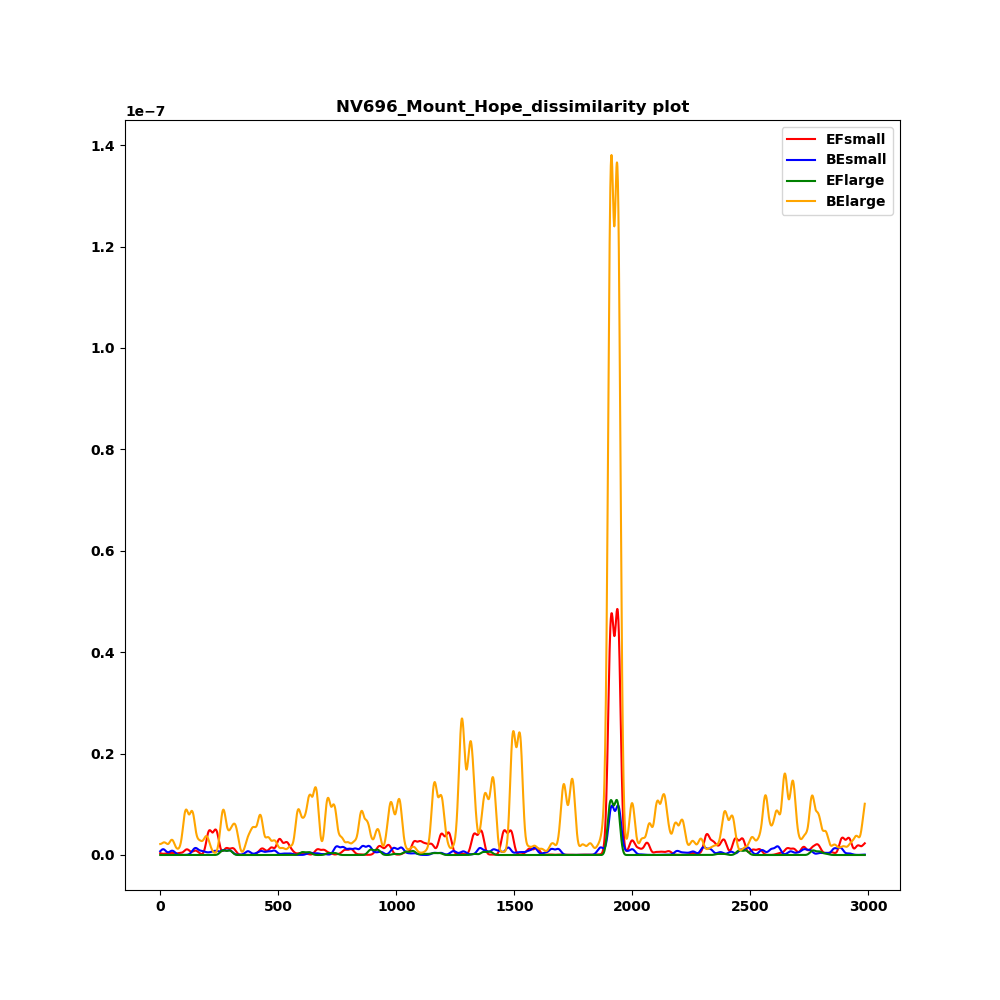 NV696_Mount_Hope_dissimilarity plot
1e−7
EFsmall
BEsmall
EFlarge
BElarge
1.4
1.2
1.0
0.8
0.6
0.4
0.2
0.0
0 500 1000 1500 2000 2500 3000